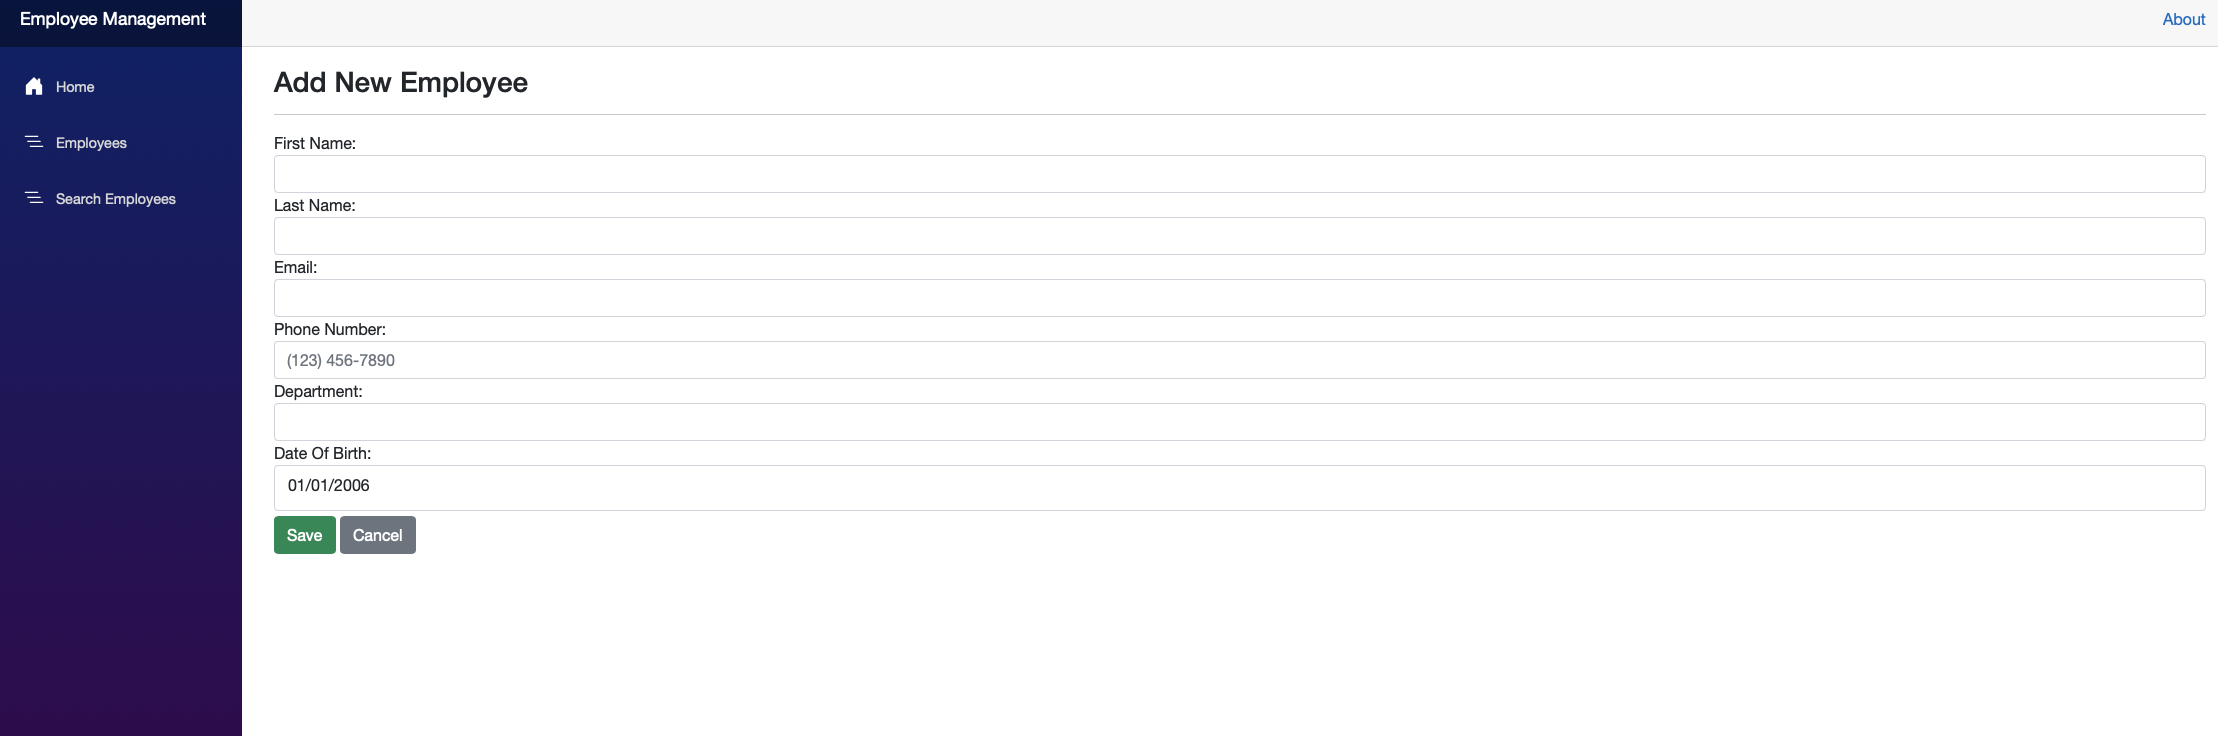 Employee Management
About
Home
Employees
Search Employees
Add New Employee
First Name:
Last Name:
Email:
Phone Number:
(123) 456-7890
Department:
Date Of Birth:
01/01/2006
Save Cancel